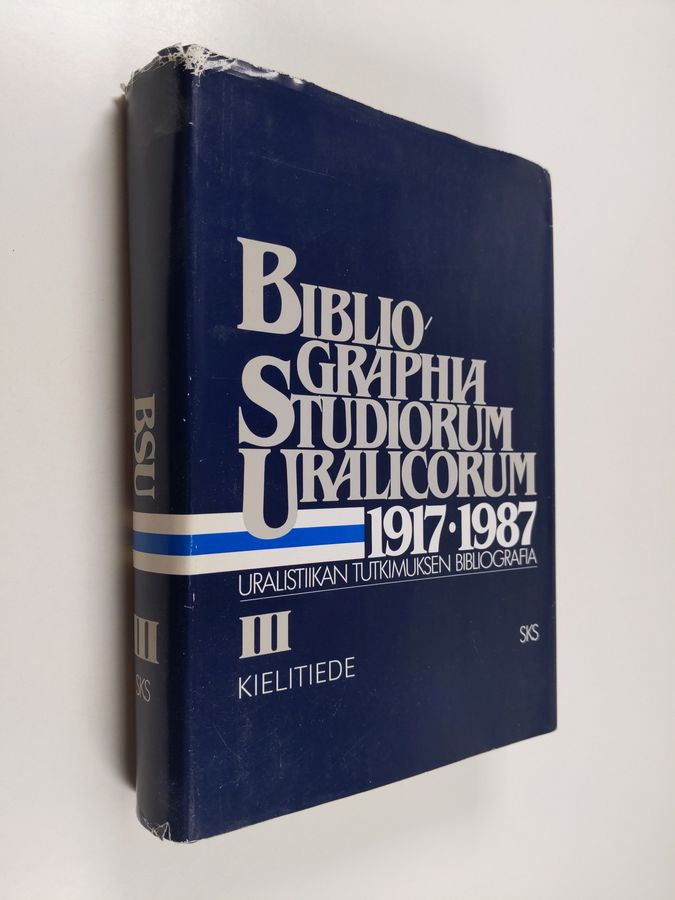 BIBLIO
GRAPHIA
STUDIORUM
URALICORUM
1917·1987
URALISTIIKAN TUTKIMUKSEN BIBLIOGRAFIA
III
SKS
KIELITIEDE
BSU
III
SKS